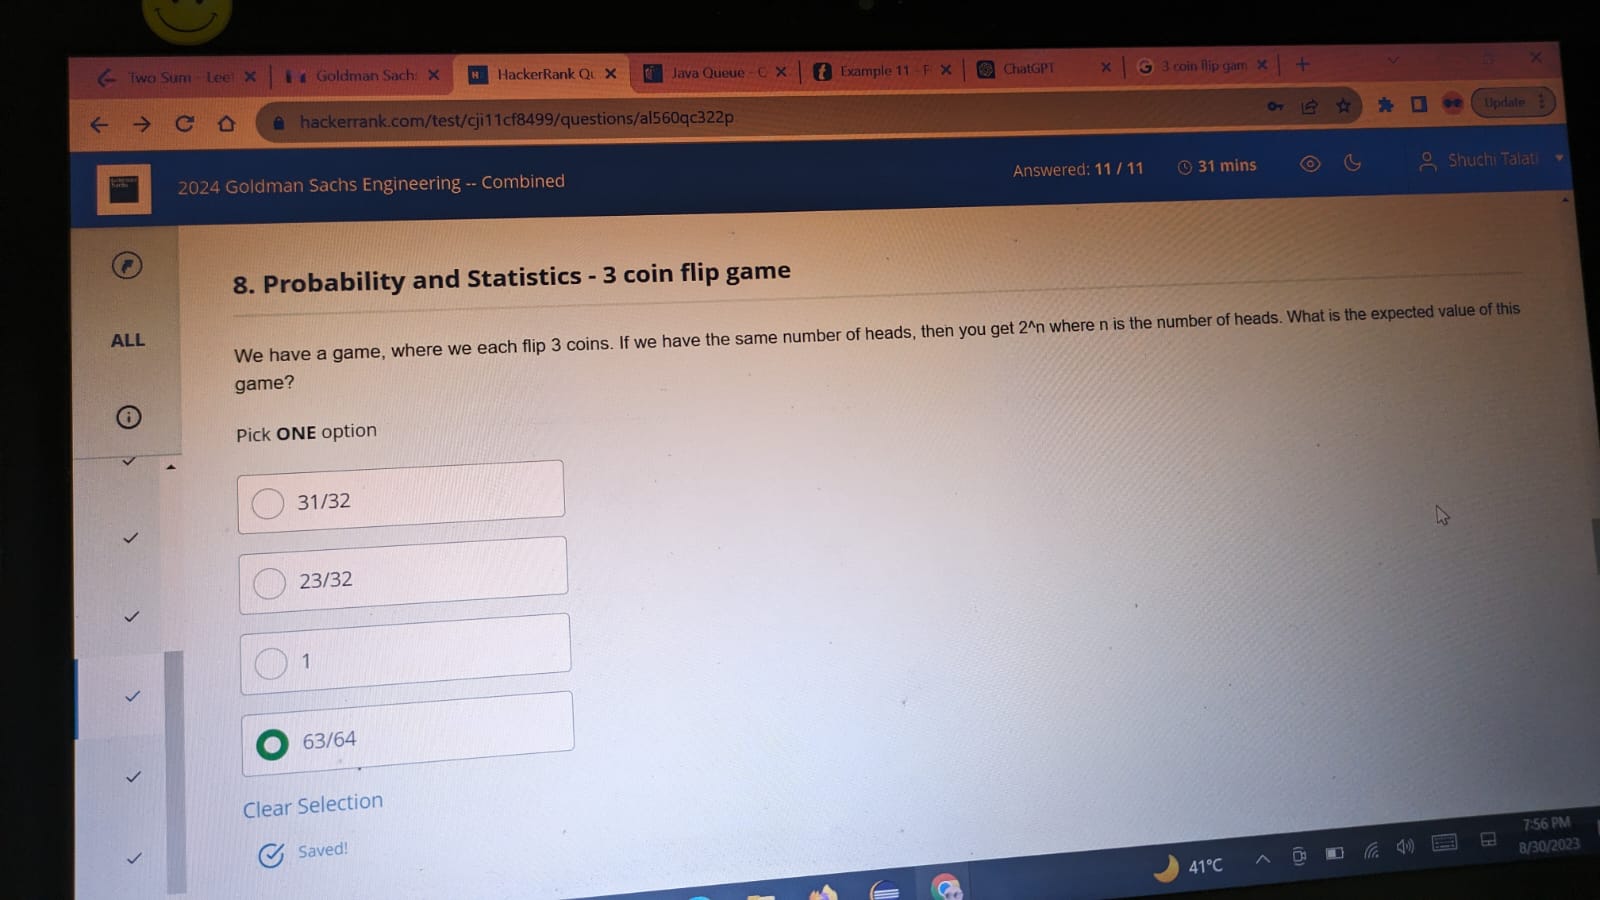 Two Sum - Lee
Goldman Sach
HackerRank Qu
Java Queue - C
Example 11 - F
ChatGPT
3 coin flip gam
hackerrank.com/test/cji11cf8499/questions/al560qc322p
Update
2024 Goldman Sachs Engineering -- Combined
Answered: 11 / 11
31 mins
Shuchi Talati
8. Probability and Statistics - 3 coin flip game
ALL
We have a game, where we each flip 3 coins. If we have the same number of heads, then you get 2^n where n is the number of heads. What is the expected value of this
game?
Pick ONE option
31/32
23/32
1
63/64
Clear Selection
Saved!
41°C
7:56 PM
8/30/2023